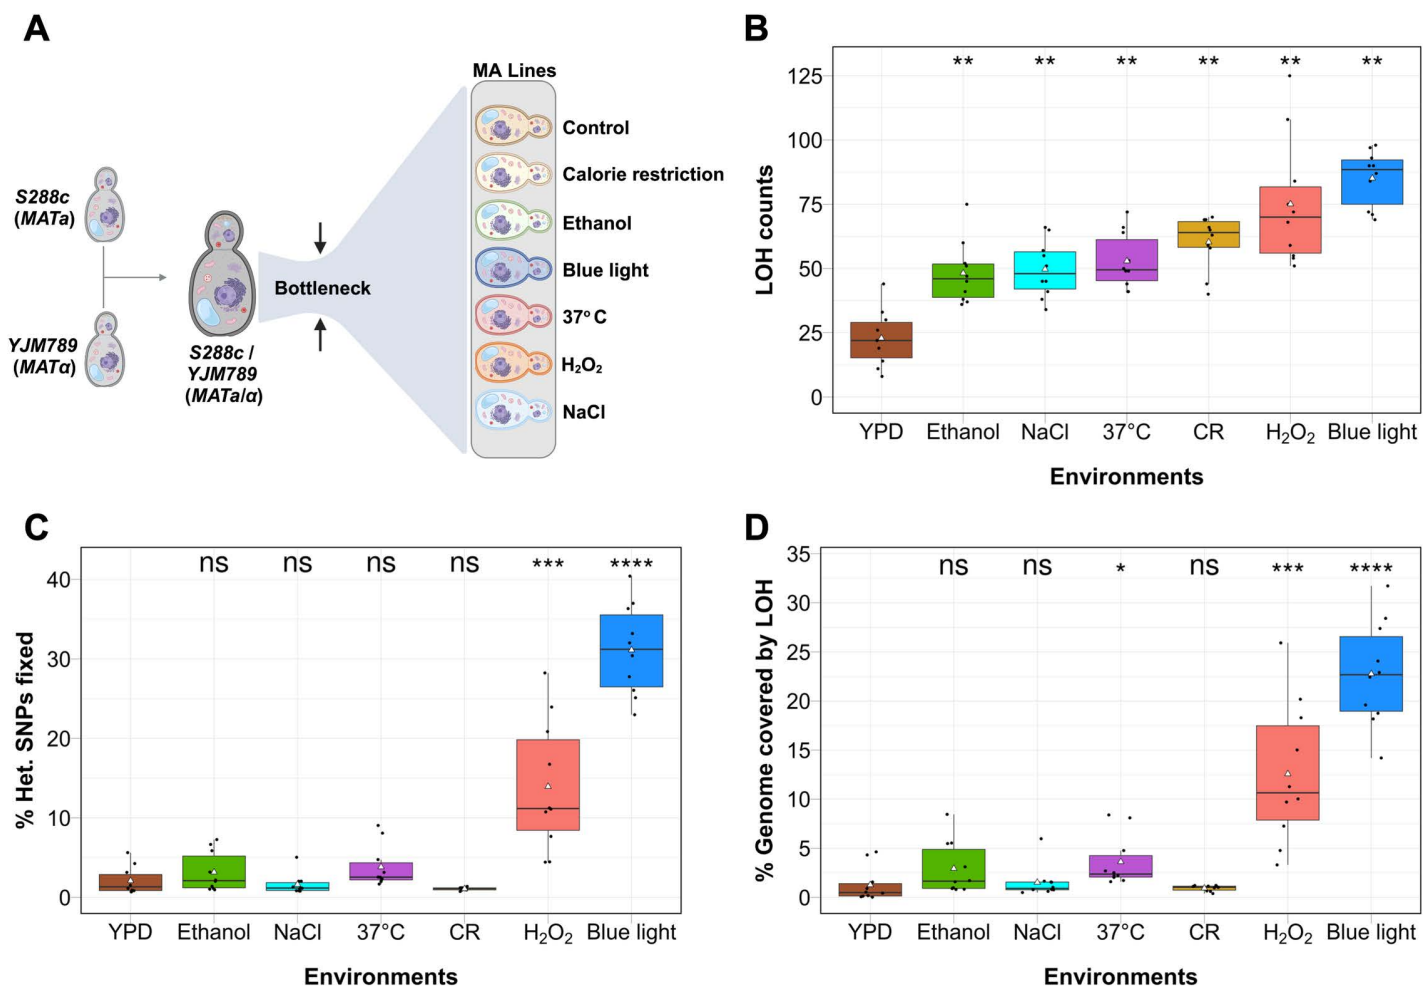 A
MA Lines
Control
Calorie restriction
Ethanol
Blue light
37° C
H₂O₂
NaCl
S288c
(MATa)
YJM789
(MATα)
S288c /
YJM789
(MATa/α)
Bottleneck
B
LOH counts
125
100
75
50
25
0
** ** ** ** ** **
YPD Ethanol NaCl 37°C CR H₂O₂ Blue light
Environments
C
% Het. SNPs fixed
40
30
20
10
0
ns ns ns ns *** ****
YPD Ethanol NaCl 37°C CR H₂O₂ Blue light
Environments
D
% Genome covered by LOH
35
30
25
20
15
10
5
0
ns ns * ns *** ****
YPD Ethanol NaCl 37°C CR H₂O₂ Blue light
Environments